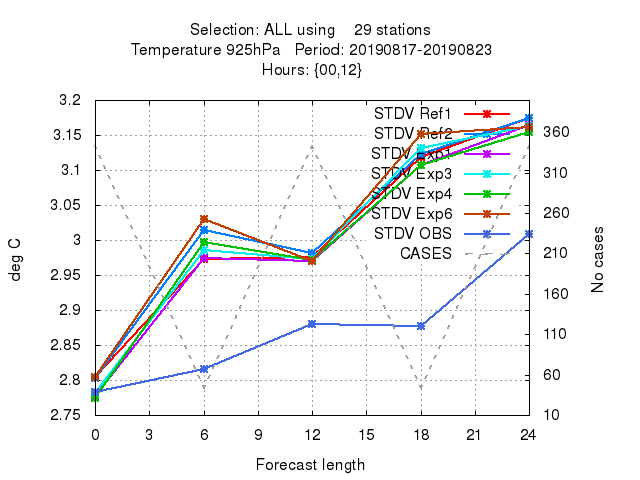 Selection: ALL using 29 stations
Temperature 925hPa Period: 20190817-20190823
Hours: {00,12}
3.2
3.15
3.1
3.05
3
2.95
2.9
2.85
2.8
2.75
deg C
STDV Ref1
STDV Ref2
STDV Exp1
STDV Exp3
STDV Exp4
STDV Exp6
STDV OBS
CASES
360
310
260
210
160
110
60
10
No cases
0 3 6 9 12 15 18 21 24
Forecast length